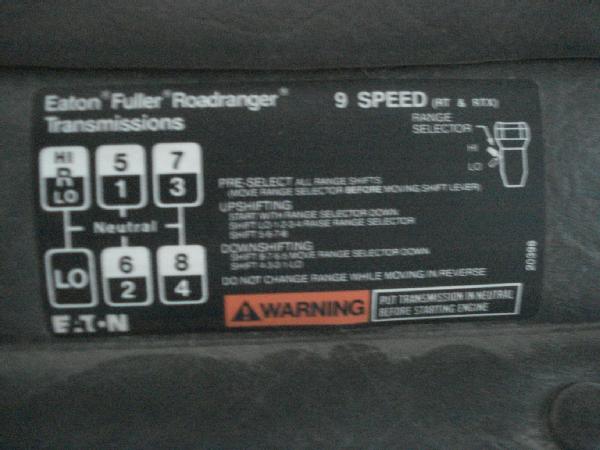 Eaton® Fuller® Roadranger®
Transmissions
9 SPEED (RT & RTX)
RANGE
SELECTOR
HI
LO
HI
R
LO
5
1
7
3
Neutral
LO
6
2
8
4
EATON
PRE-SELECT ALL RANGE SHIFTS
(MOVE RANGE SELECTOR BEFORE MOVING SHIFT LEVER)
UPSHIFTING
START WITH RANGE SELECTOR DOWN
SHIFT LO-1-2-3-4 RAISE RANGE SELECTOR
SHIFT 5-6-7-8
DOWNSHIFTING
SHIFT 8-7-6-5 MOVE RANGE SELECTOR DOWN
SHIFT 4-3-2-1-LO
DO NOT CHANGE RANGE WHILE MOVING IN REVERSE
WARNING
PUT TRANSMISSION IN NEUTRAL
BEFORE STARTING ENGINE
20398